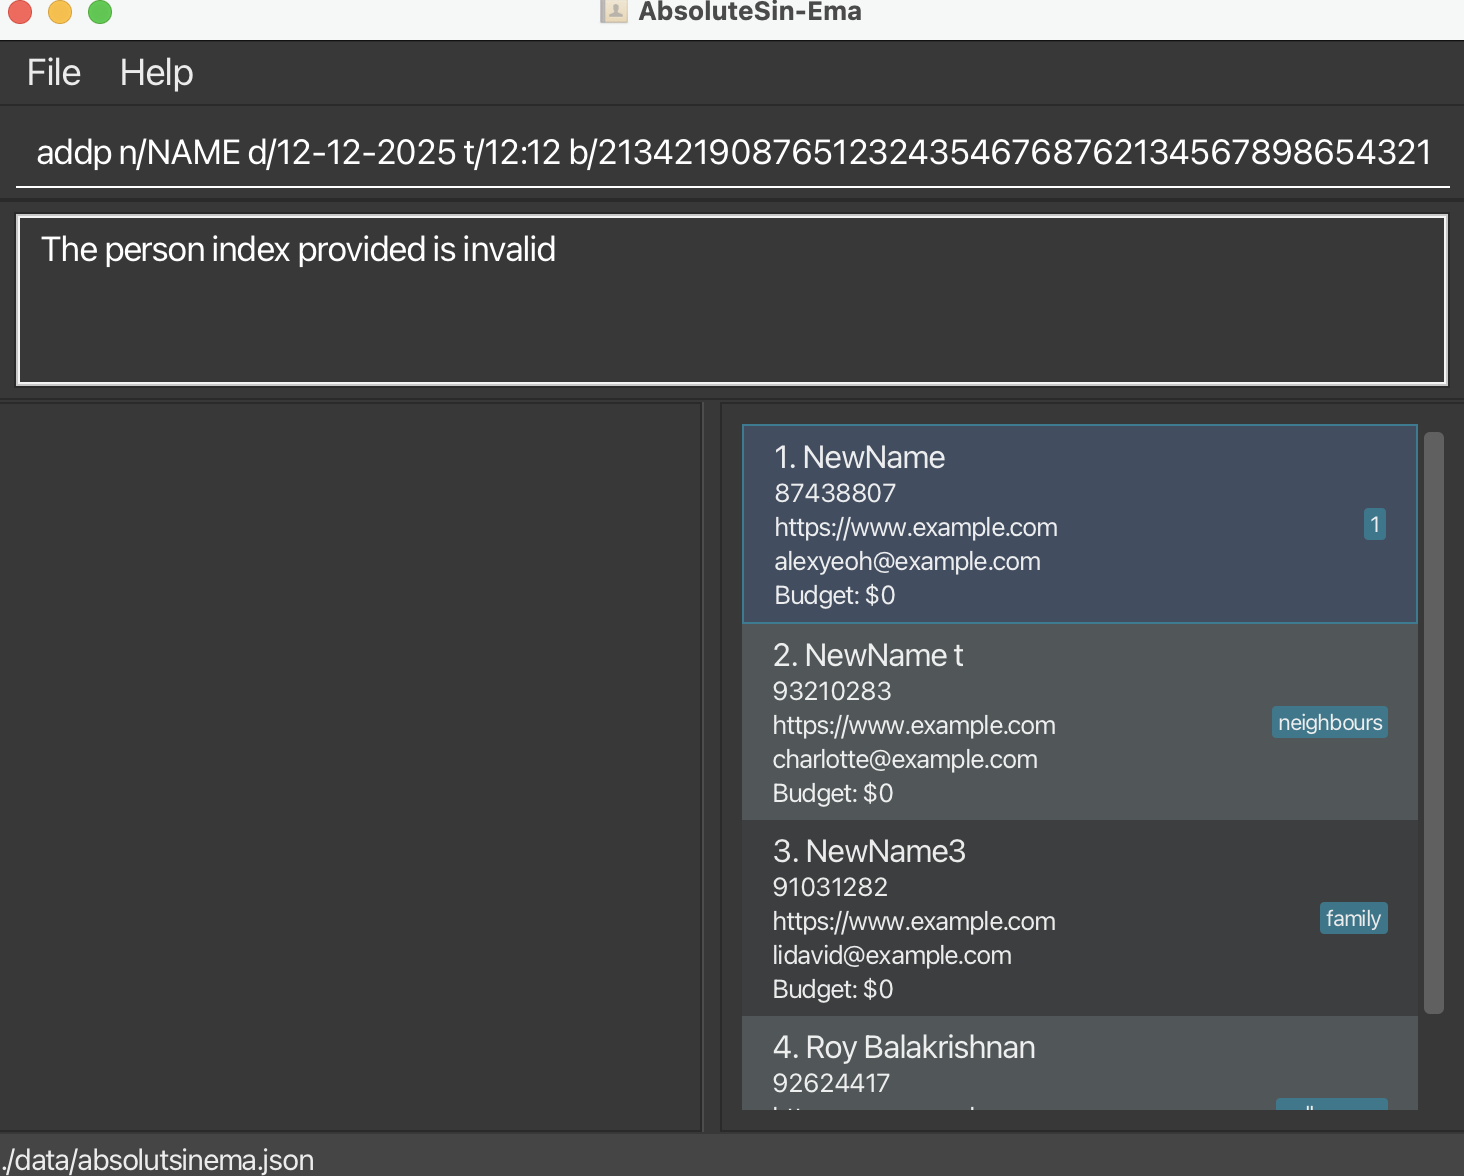 AbsoluteSin-Ema
File Help
addp n/NAME d/12-12-2025 t/12:12 b/213421908765123243546768762134567898654321
The person index provided is invalid
1. NewName
87438807
https://www.example.com
1
alexyeoh@example.com
Budget: $0
2. NewName t
93210283
https://www.example.com
neighbours
charlotte@example.com
Budget: $0
3. NewName3
91031282
https://www.example.com
family
lidavid@example.com
Budget: $0
4. Roy Balakrishnan
92624417
./data/absolutsinema.json